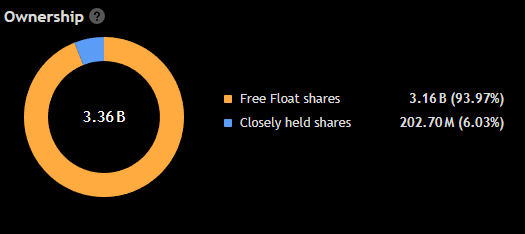 Ownership ?
3.36 B
Free Float shares 3.16 B (93.97%)
Closely held shares 202.70 M (6.03%)